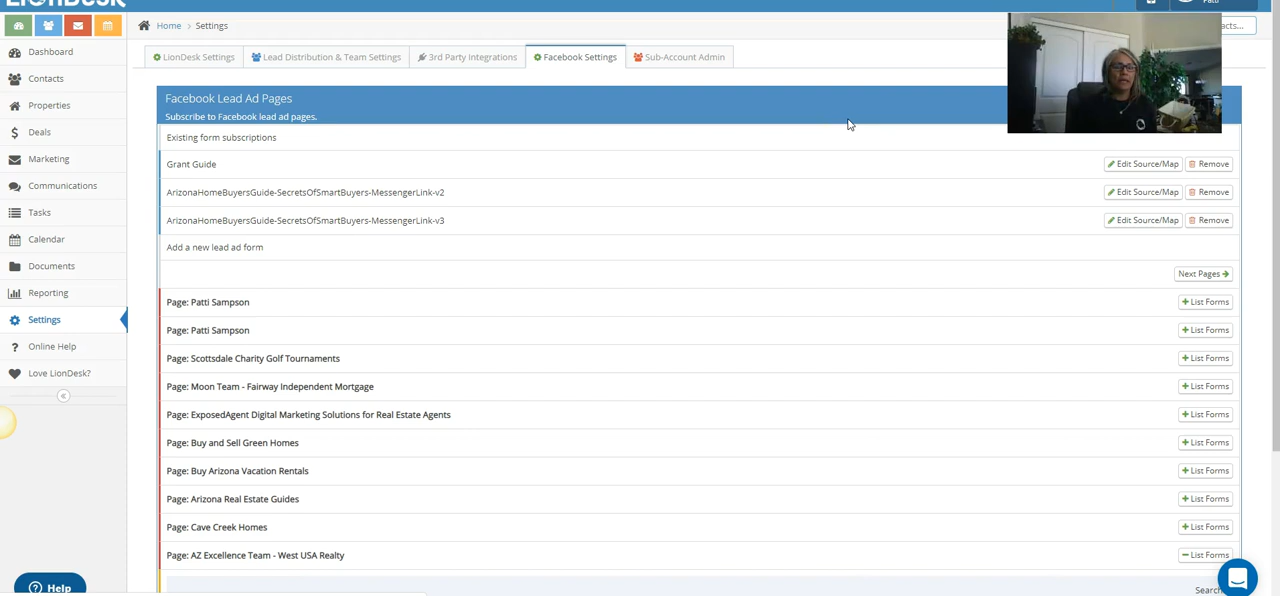 LionDesk
Patti
Home > Settings
acts...
Dashboard
Contacts
Properties
Deals
Marketing
Communications
Tasks
Calendar
Documents
Reporting
Settings
Online Help
Love LionDesk?
Help
LionDesk Settings
Lead Distribution & Team Settings
3rd Party Integrations
Facebook Settings
Sub-Account Admin
Facebook Lead Ad Pages
Subscribe to Facebook lead ad pages.
Existing form subscriptions
Grant Guide Edit Source/Map Remove
ArizonaHomeBuyersGuide-SecretsOfSmartBuyers-MessengerLink-v2 Edit Source/Map Remove
ArizonaHomeBuyersGuide-SecretsOfSmartBuyers-MessengerLink-v3 Edit Source/Map Remove
Add a new lead ad form
Next Pages
Page: Patti Sampson List Forms
Page: Patti Sampson List Forms
Page: Scottsdale Charity Golf Tournaments List Forms
Page: Moon Team - Fairway Independent Mortgage List Forms
Page: ExposedAgent Digital Marketing Solutions for Real Estate Agents List Forms
Page: Buy and Sell Green Homes List Forms
Page: Buy Arizona Vacation Rentals List Forms
Page: Arizona Real Estate Guides List Forms
Page: Cave Creek Homes List Forms
Page: AZ Excellence Team - West USA Realty List Forms
Search